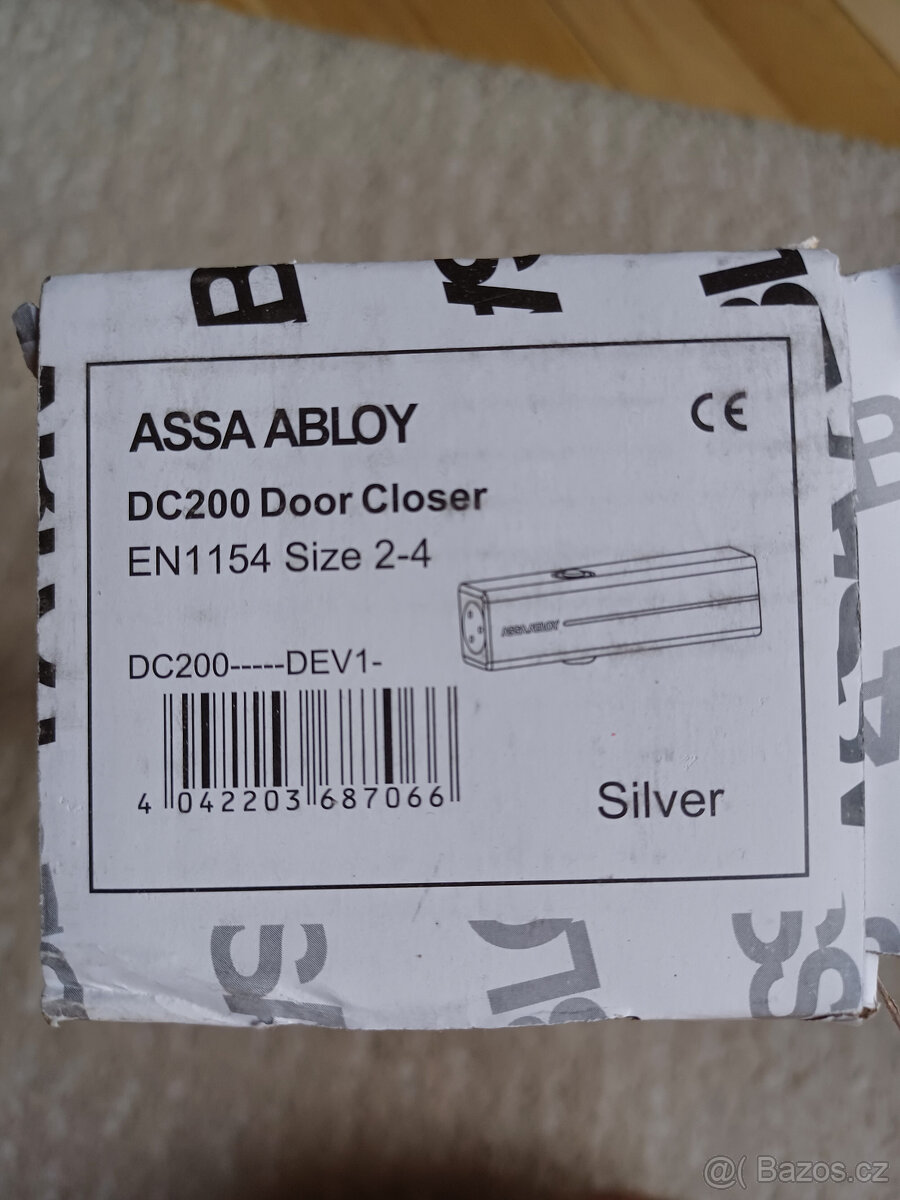 ASSA ABLOY
CE
DC200 Door Closer
EN1154 Size 2-4
ASSA ABLOY
DC200-----DEV1-
4 042203 687066
Silver
@( Bazos.cz